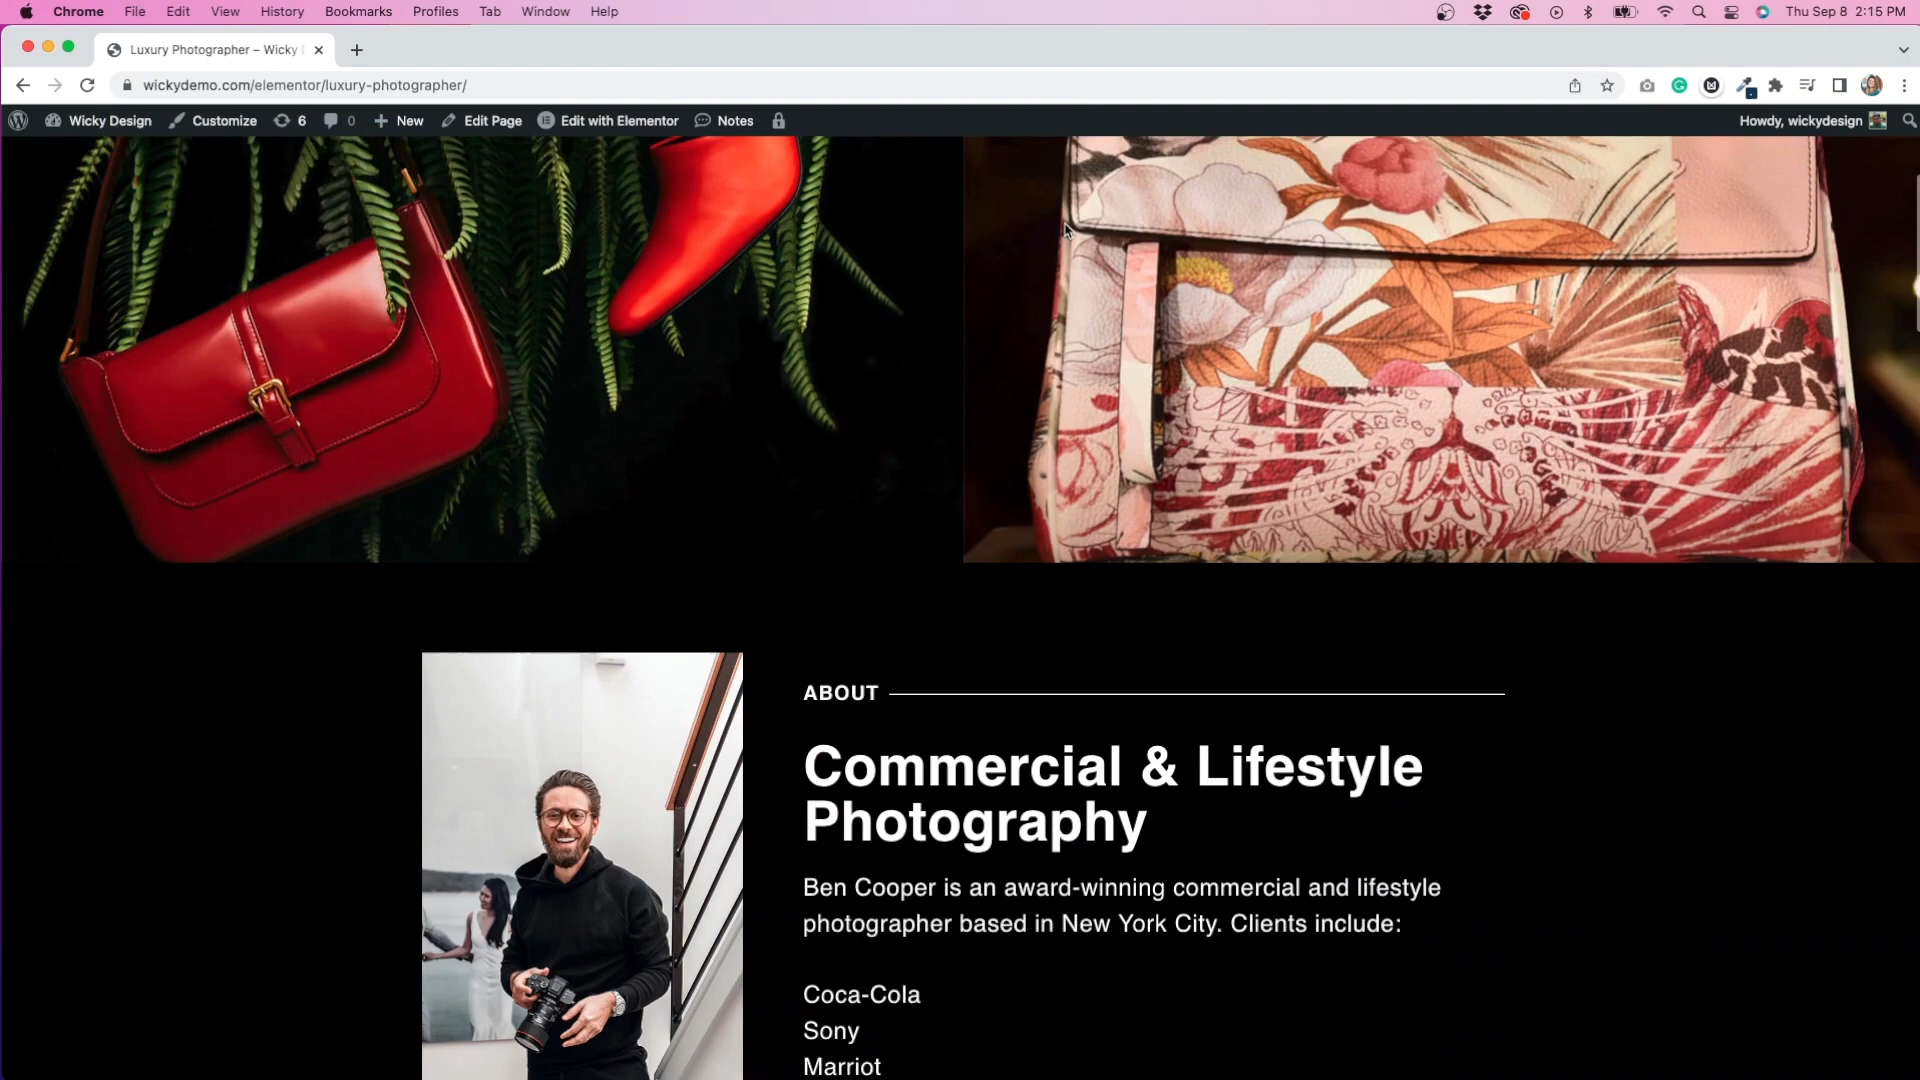 Chrome File Edit View History Bookmarks Profiles Tab Window Help Thu Sep 8 2:15 PM
Luxury Photographer – Wicky
wickydemo.com/elementor/luxury-photographer/
Wicky Design Customize 6 0 New Edit Page Edit with Elementor Notes Howdy, wickydesign
ABOUT
Commercial & Lifestyle
Photography
Ben Cooper is an award-winning commercial and lifestyle
photographer based in New York City. Clients include:
Coca-Cola
Sony
Marriot